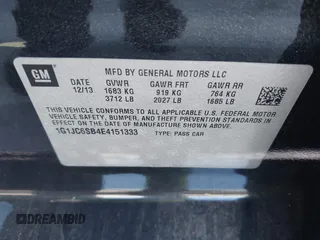 GM
MFD BY GENERAL MOTORS LLC
DATE GVWR GAWR FRT GAWR RR
12/13 1683 KG 919 KG 764 KG
3712 LB 2027 LB 1685 LB
THIS VEHICLE CONFORMS TO ALL APPLICABLE U.S. FEDERAL MOTOR
VEHICLE SAFETY, BUMPER, AND THEFT PREVENTION STANDARDS
IN EFFECT ON THE DATE OF MANUFACTURE SHOWN ABOVE.
1G1JC6SB4E4151333 TYPE: PASS CAR
© DEALRAMBID